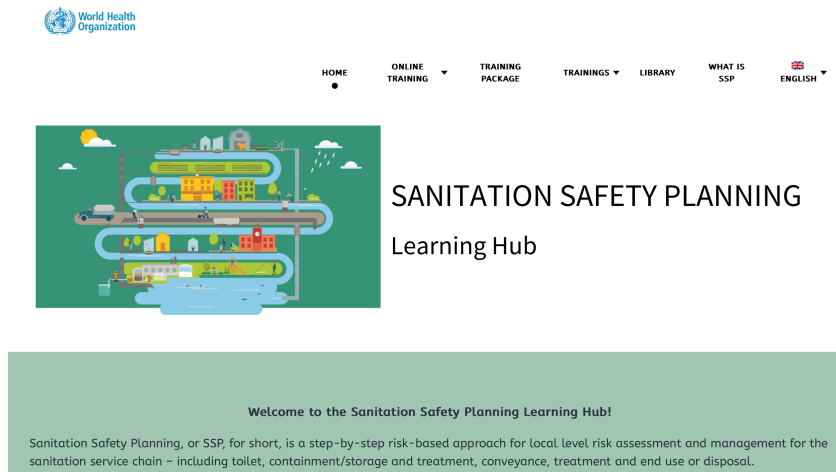 World Health
Organization
HOME
ONLINE
TRAINING
TRAINING
PACKAGE
TRAININGS
LIBRARY
WHAT IS
SSP
ENGLISH
SANITATION SAFETY PLANNING
Learning Hub
Welcome to the Sanitation Safety Planning Learning Hub!
Sanitation Safety Planning, or SSP, for short, is a step-by-step risk-based approach for local level risk assessment and management for the
sanitation service chain – including toilet, containment/storage and treatment, conveyance, treatment and end use or disposal.